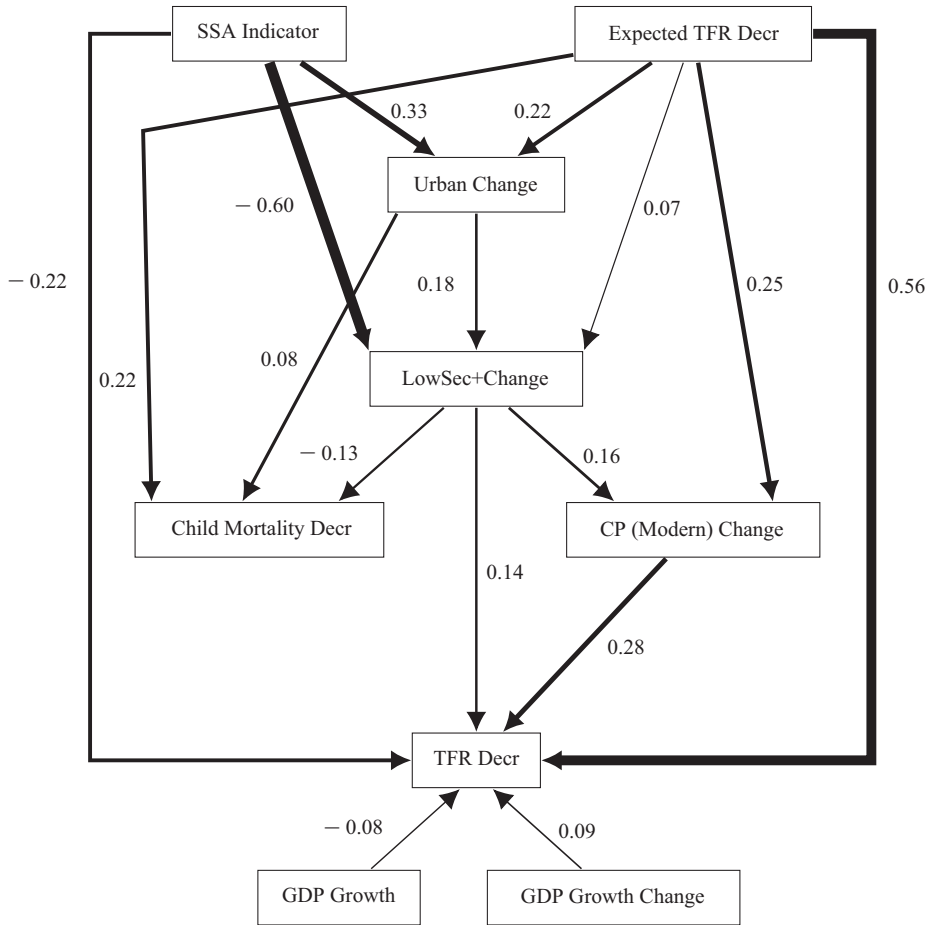 SSA Indicator
Expected TFR Decr
0.33
0.22
Urban Change
− 0.60
0.07
− 0.22
0.18
0.25
0.56
0.08
0.22
LowSec+Change
− 0.13
0.16
Child Mortality Decr
CP (Modern) Change
0.14
0.28
TFR Decr
− 0.08
0.09
GDP Growth
GDP Growth Change